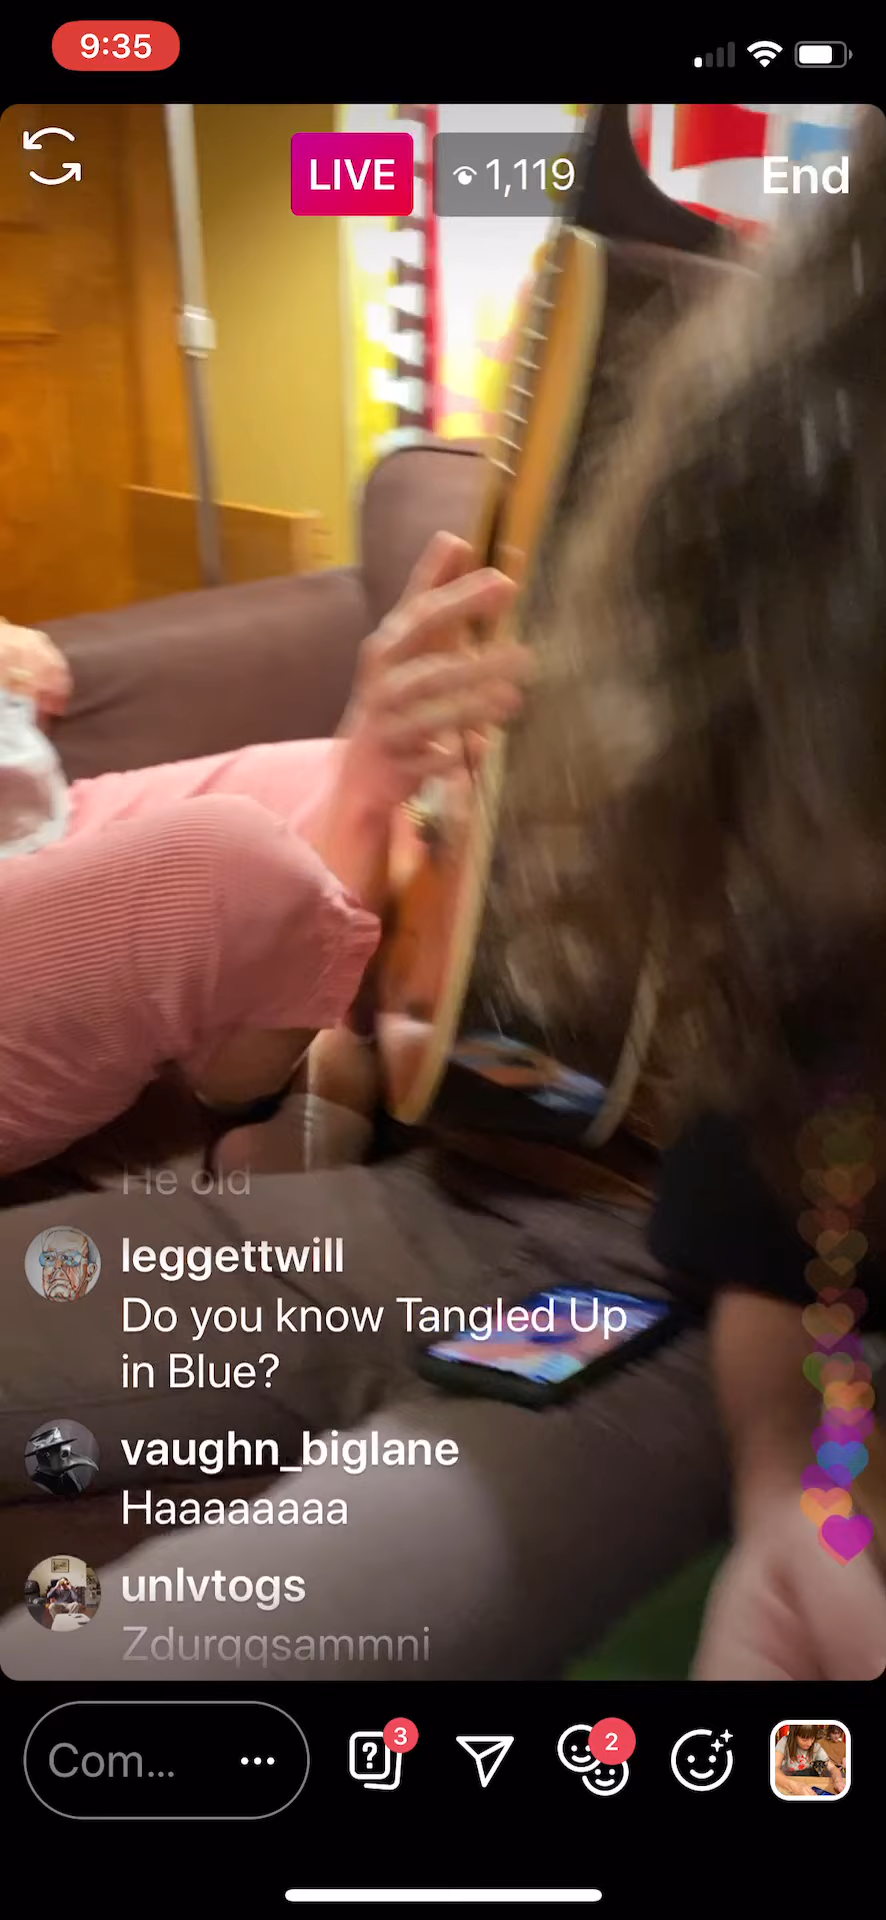 9:35
LIVE
1,119
End
He old
leggettwill
Do you know Tangled Up
in Blue?
vaughn_biglane
Haaaaaaaa
unlvtogs
Zdurqqsammni
Com...
3
2